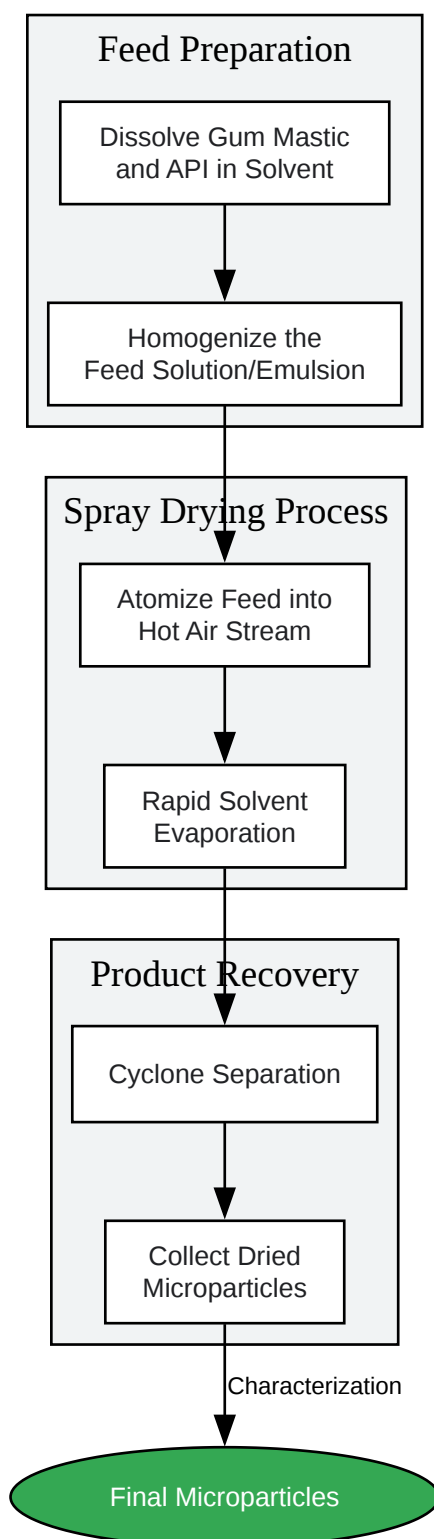 Feed Preparation
Dissolve Gum Mastic
and API in Solvent
Homogenize the
Feed Solution/Emulsion
Spray Drying Process
Atomize Feed into
Hot Air Stream
Rapid Solvent
Evaporation
Product Recovery
Cyclone Separation
Collect Dried
Microparticles
Characterization
Final Microparticles